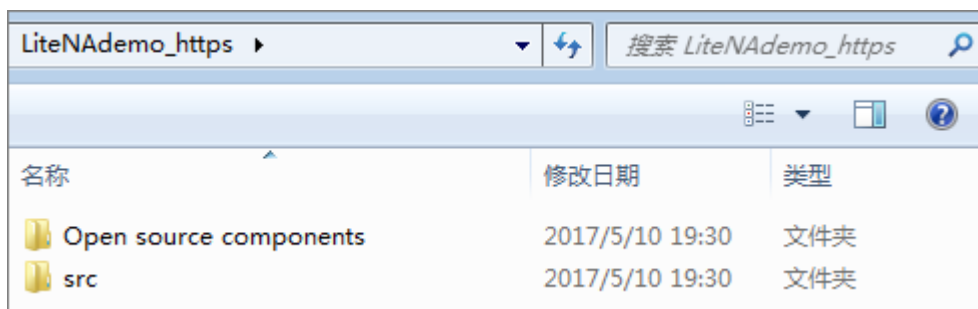 LiteNAdemo_https
搜索 LiteNAdemo_https
名称 修改日期 类型
Open source components 2017/5/10 19:30 文件夹
src 2017/5/10 19:30 文件夹